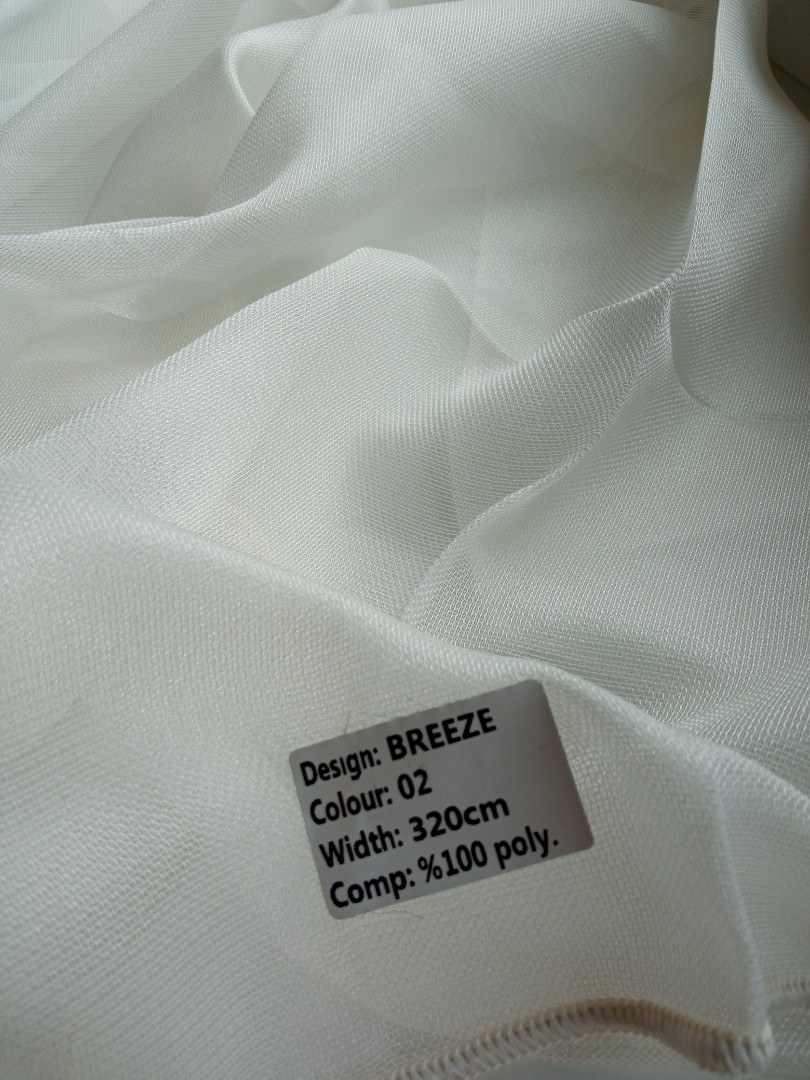 Design: BREEZE
Colour: 02
Width: 320cm
Comp: %100 poly.